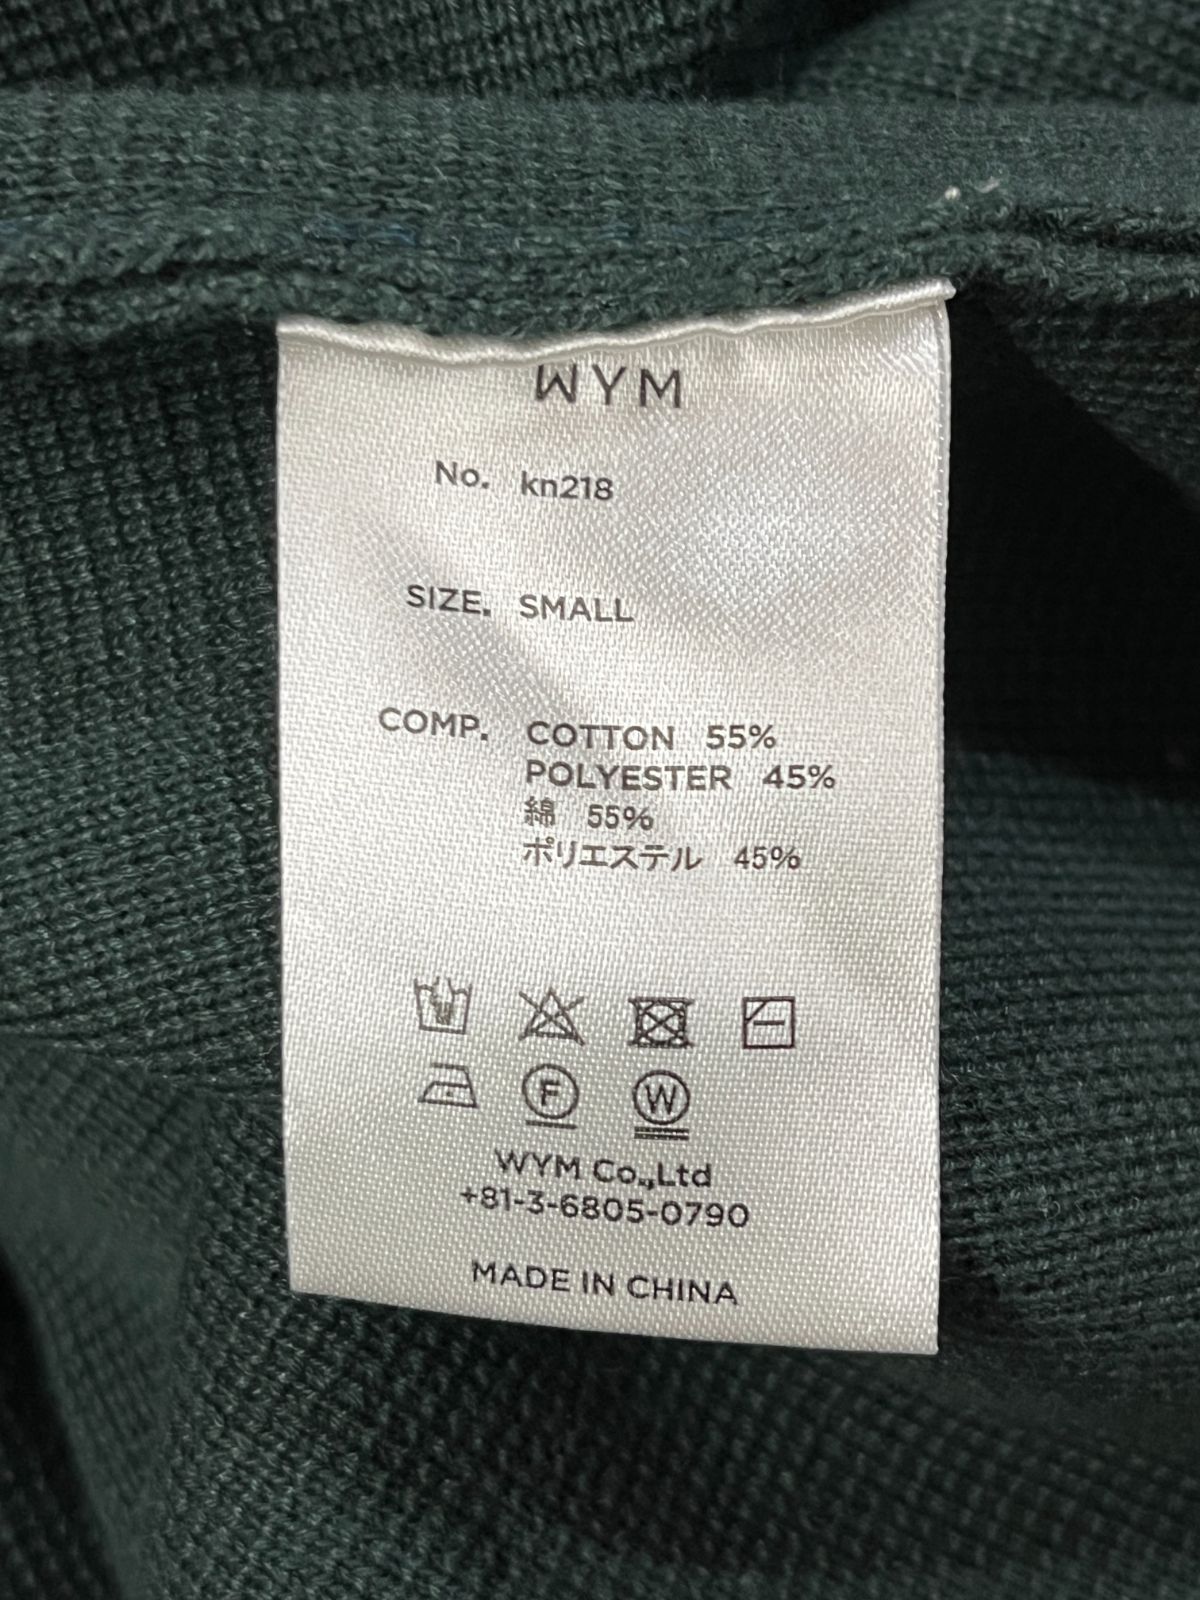 WYM
No. kn218
SIZE. SMALL
COMP. COTTON 55%
POLYESTER 45%
綿 55%
ポリエステル 45%
F W
WYM Co.,Ltd
+81-3-6805-0790
MADE IN CHINA